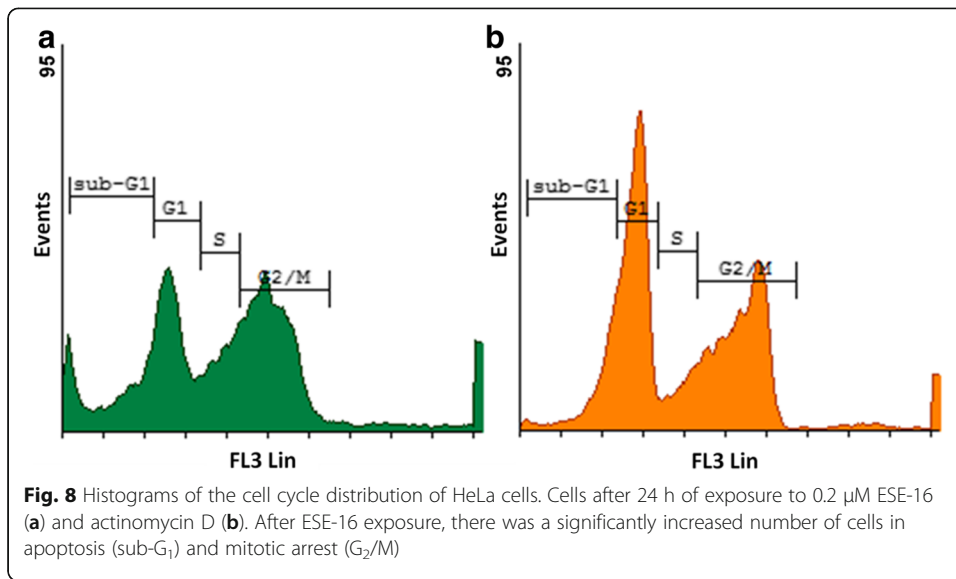 a
95
sub-G1
G1
S
G2/M
Events
FL3 Lin
b
95
sub-G1
G1
S
G2/M
Events
FL3 Lin
Fig. 8 Histograms of the cell cycle distribution of HeLa cells. Cells after 24 h of exposure to 0.2 μM ESE-16
(a) and actinomycin D (b). After ESE-16 exposure, there was a significantly increased number of cells in
apoptosis (sub-G₁) and mitotic arrest (G₂/M)